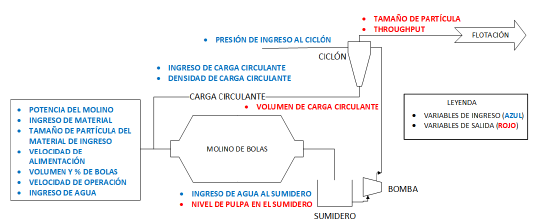 • TAMAÑO DE PARTÍCULA
• THROUGHPUT
• PRESIÓN DE INGRESO AL CICLÓN
FLOTACIÓN
CICLÓN
• INGRESO DE CARGA CIRCULANTE
• DENSIDAD DE CARGA CIRCULANTE
CARGA CIRCULANTE
• VOLUMEN DE CARGA CIRCULANTE
LEYENDA
• VARIABLES DE INGRESO (AZUL)
• VARIABLES DE SALIDA (ROJO)
• POTENCIA DEL MOLINO
• INGRESO DE MATERIAL
• TAMAÑO DE PARTÍCULA DEL
MATERIAL DE INGRESO
• VELOCIDAD DE
ALIMENTACIÓN
• VOLUMEN Y % DE BOLAS
• VELOCIDAD DE OPERACIÓN
• INGRESO DE AGUA
MOLINO DE BOLAS
• INGRESO DE AGUA AL SUMIDERO
• NIVEL DE PULPA EN EL SUMIDERO
BOMBA
SUMIDERO